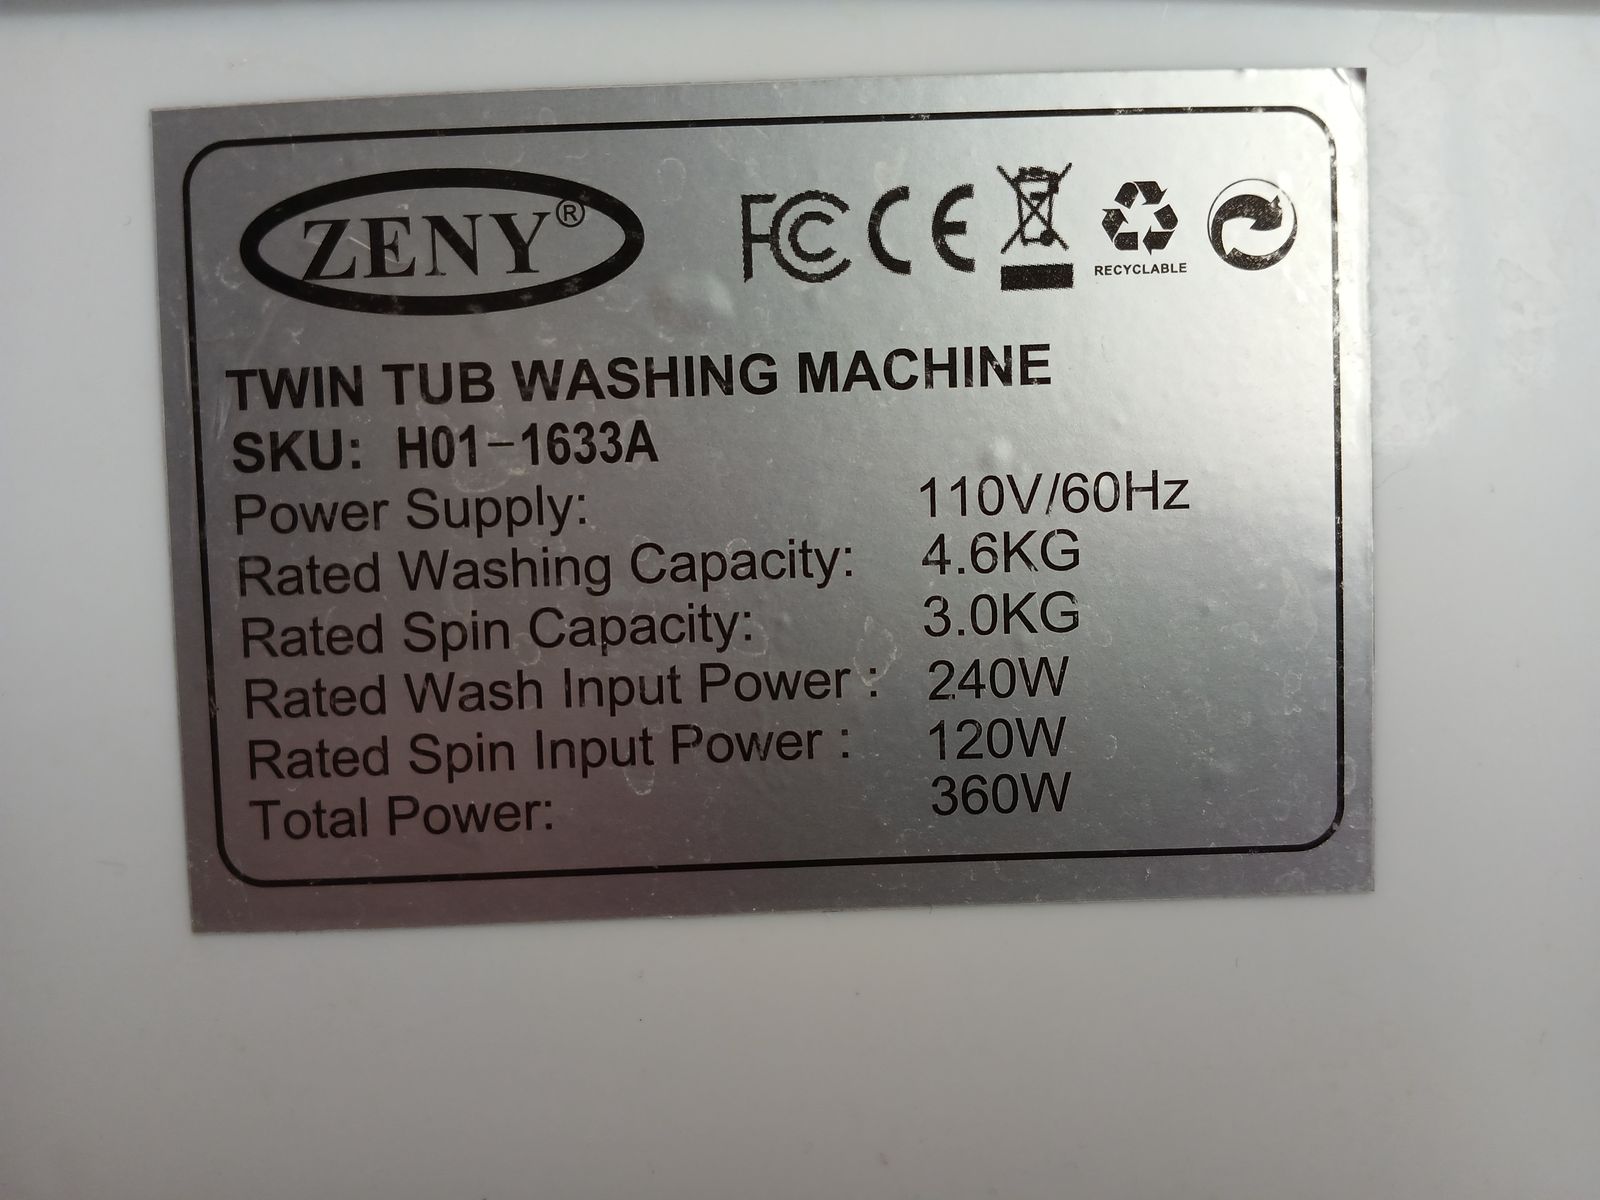 ZENY® FC CE
RECYCLABLE
TWIN TUB WASHING MACHINE
SKU: H01-1633A
Power Supply: 110V/60Hz
Rated Washing Capacity: 4.6KG
Rated Spin Capacity: 3.0KG
Rated Wash Input Power : 240W
Rated Spin Input Power : 120W
Total Power: 360W